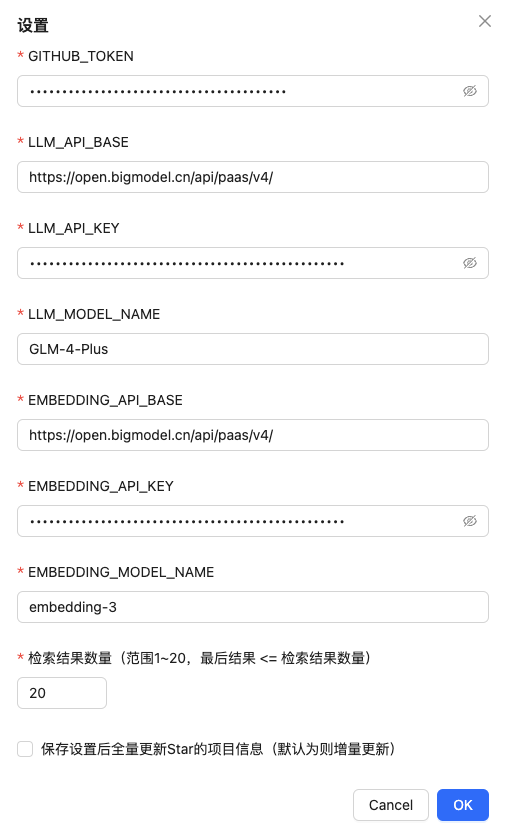 设置
* GITHUB_TOKEN
••••••••••••••••••••••••••••••••••••••••
* LLM_API_BASE
https://open.bigmodel.cn/api/paas/v4/
* LLM_API_KEY
•••••••••••••••••••••••••••••••••••••••••••••••••
* LLM_MODEL_NAME
GLM-4-Plus
* EMBEDDING_API_BASE
https://open.bigmodel.cn/api/paas/v4/
* EMBEDDING_API_KEY
•••••••••••••••••••••••••••••••••••••••••••••••••
* EMBEDDING_MODEL_NAME
embedding-3
* 检索结果数量（范围1~20，最后结果 <= 检索结果数量）
20
保存设置后全量更新Star的项目信息（默认为则增量更新）
Cancel OK